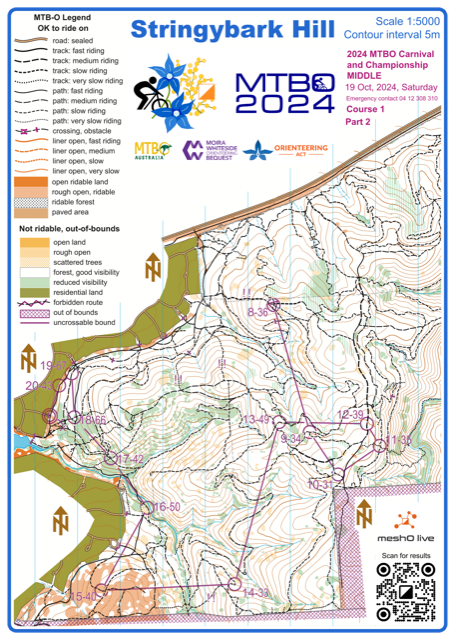 MTB-O Legend
OK to ride on
road: sealed
track: fast riding
track: medium riding
track: slow riding
track: very slow riding
path: fast riding
path: medium riding
path: slow riding
path: very slow riding
crossing, obstacle
liner open, fast riding
liner open, medium
liner open, slow
liner open, very slow
open ridable land
rough open, ridable
ridable forest
paved area
Not ridable, out-of-bounds
open land
rough open
scattered trees
forest, good visibility
reduced visibility
residential land
forbidden route
out of bounds
uncrossable bound
Stringybark Hill
Scale 1:5000
Contour interval 5m
MTBO
2024
2024 MTBO Carnival
and Championship
MIDDLE
19 Oct, 2024, Saturday
Emergency contact 04 12 308 310
Course 1
Part 2
MTBO
AUSTRALIA
MOIRA
WHITESIDE
ORIENTEERING
BEQUEST
ORIENTEERING
ACT
N
8-36
N
20-43
18-66
13-49
12-39
9-34
11-35
17-42
10-31
16-50
N
N
15-40
14-33
meshO live
Scan for results